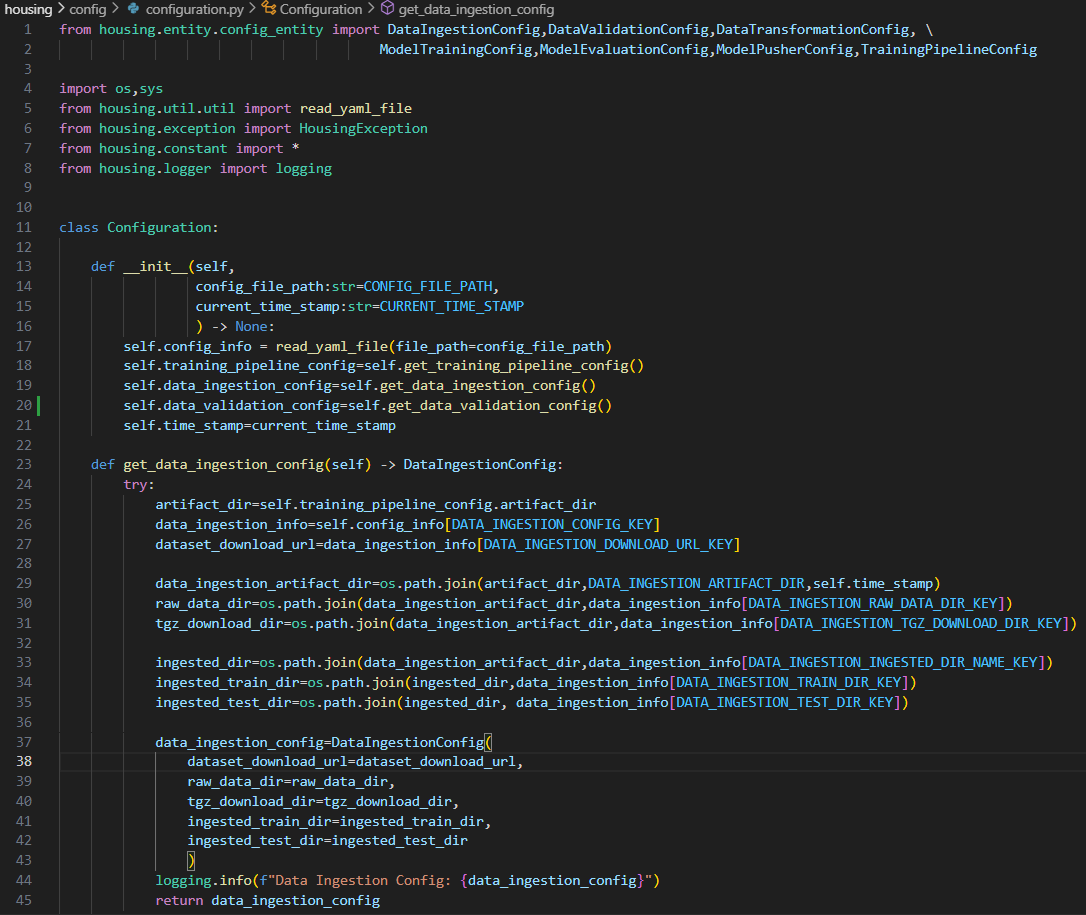 housing > config > configuration.py > Configuration > get_data_ingestion_config
1 from housing.entity.config_entity import DataIngestionConfig,DataValidationConfig,DataTransformationConfig, \
2 ModelTrainingConfig,ModelEvaluationConfig,ModelPusherConfig,TrainingPipelineConfig
3
4 import os,sys
5 from housing.util.util import read_yaml_file
6 from housing.exception import HousingException
7 from housing.constant import *
8 from housing.logger import logging
9
10
11 class Configuration:
12
13     def __init__(self,
14                  config_file_path:str=CONFIG_FILE_PATH,
15                  current_time_stamp:str=CURRENT_TIME_STAMP
16                  ) -> None:
17         self.config_info = read_yaml_file(file_path=config_file_path)
18         self.training_pipeline_config=self.get_training_pipeline_config()
19         self.data_ingestion_config=self.get_data_ingestion_config()
20         self.data_validation_config=self.get_data_validation_config()
21         self.time_stamp=current_time_stamp
22
23     def get_data_ingestion_config(self) -> DataIngestionConfig:
24         try:
25             artifact_dir=self.training_pipeline_config.artifact_dir
26             data_ingestion_info=self.config_info[DATA_INGESTION_CONFIG_KEY]
27             dataset_download_url=data_ingestion_info[DATA_INGESTION_DOWNLOAD_URL_KEY]
28
29             data_ingestion_artifact_dir=os.path.join(artifact_dir,DATA_INGESTION_ARTIFACT_DIR,self.time_stamp)
30             raw_data_dir=os.path.join(data_ingestion_artifact_dir,data_ingestion_info[DATA_INGESTION_RAW_DATA_DIR_KEY])
31             tgz_download_dir=os.path.join(data_ingestion_artifact_dir,data_ingestion_info[DATA_INGESTION_TGZ_DOWNLOAD_DIR_KEY])
32
33             ingested_dir=os.path.join(data_ingestion_artifact_dir,data_ingestion_info[DATA_INGESTION_INGESTED_DIR_NAME_KEY])
34             ingested_train_dir=os.path.join(ingested_dir,data_ingestion_info[DATA_INGESTION_TRAIN_DIR_KEY])
35             ingested_test_dir=os.path.join(ingested_dir, data_ingestion_info[DATA_INGESTION_TEST_DIR_KEY])
36
37             data_ingestion_config=DataIngestionConfig(
38                 dataset_download_url=dataset_download_url,
39                 raw_data_dir=raw_data_dir,
40                 tgz_download_dir=tgz_download_dir,
41                 ingested_train_dir=ingested_train_dir,
42                 ingested_test_dir=ingested_test_dir
43                 )
44             logging.info(f"Data Ingestion Config: {data_ingestion_config}")
45             return data_ingestion_config